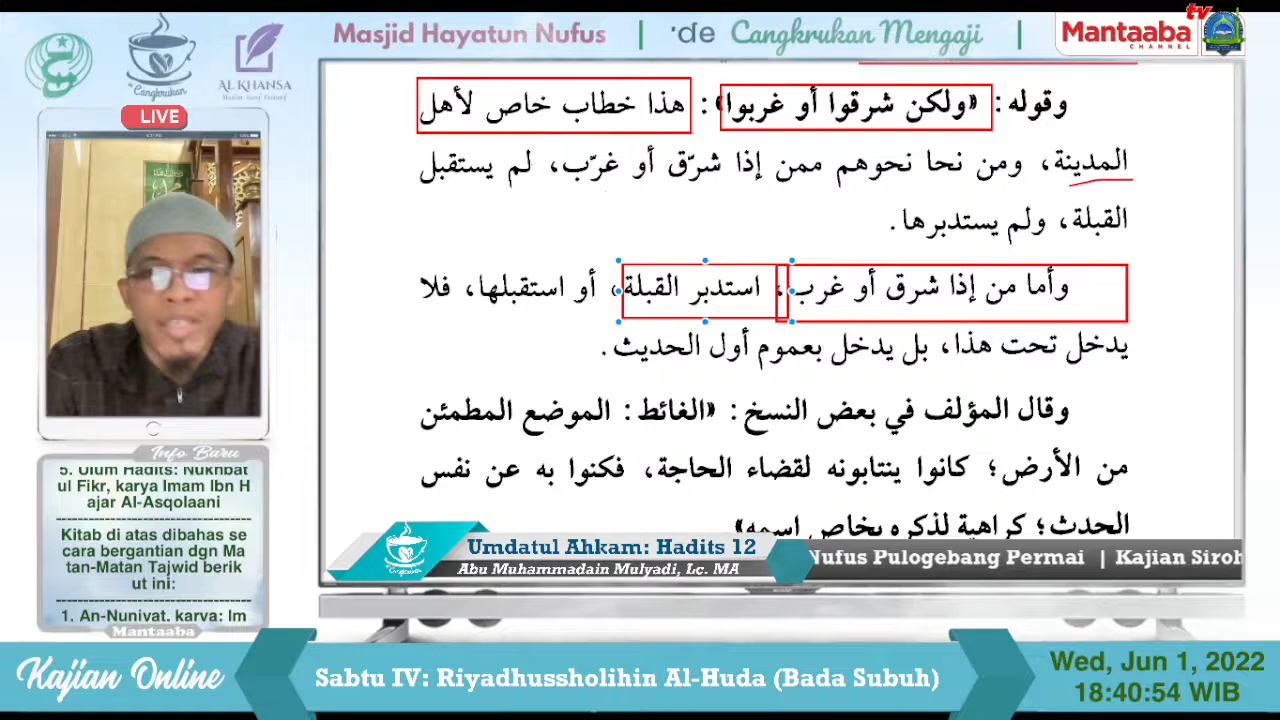 Masjid Hayatun Nufus | 'de Cangkrukan Mengaji |
Mantaaba tv
CHANNEL
Cangkrukan
AL KHANSA
LIVE
وقوله: «ولكن شرقوا أو غربوا»: هذا خطاب خاص لأهل
المدينة، ومن نحا نحوهم ممن إذا شرّق أو غرّب، لم يستقبل
القبلة، ولم يستدبرها.
وأما من إذا شرق أو غرب، استدبر القبلة، أو استقبلها، فلا
يدخل تحت هذا، بل يدخل بعموم أول الحديث.
وقال المؤلف في بعض النسخ: «الغائط: الموضع المطمئن
من الأرض؛ كانوا ينتابونه لقضاء الحاجة، فكنوا به عن نفس
الحدث؛ كراهية لذكره بخاص اسمه»
Info Baru
5. Ulum Hadits: Nukhbat
ul Fikr, karya Imam Ibn H
ajar Al-Asqolaani
Kitab di atas dibahas se
cara bergantian dgn Ma
tan-Matan Tajwid berik
ut ini:
1. An-Nuniyat. karya: Im
Mantaaba
Umdatul Ahkam: Hadits 12
Abu Muhammadain Mulyadi, Lc. MA
Nufus Pulogebang Permai | Kajian Siroh
Kajian Online
Sabtu IV: Riyadhussholihin Al-Huda (Bada Subuh)
Wed, Jun 1, 2022
18:40:54 WIB